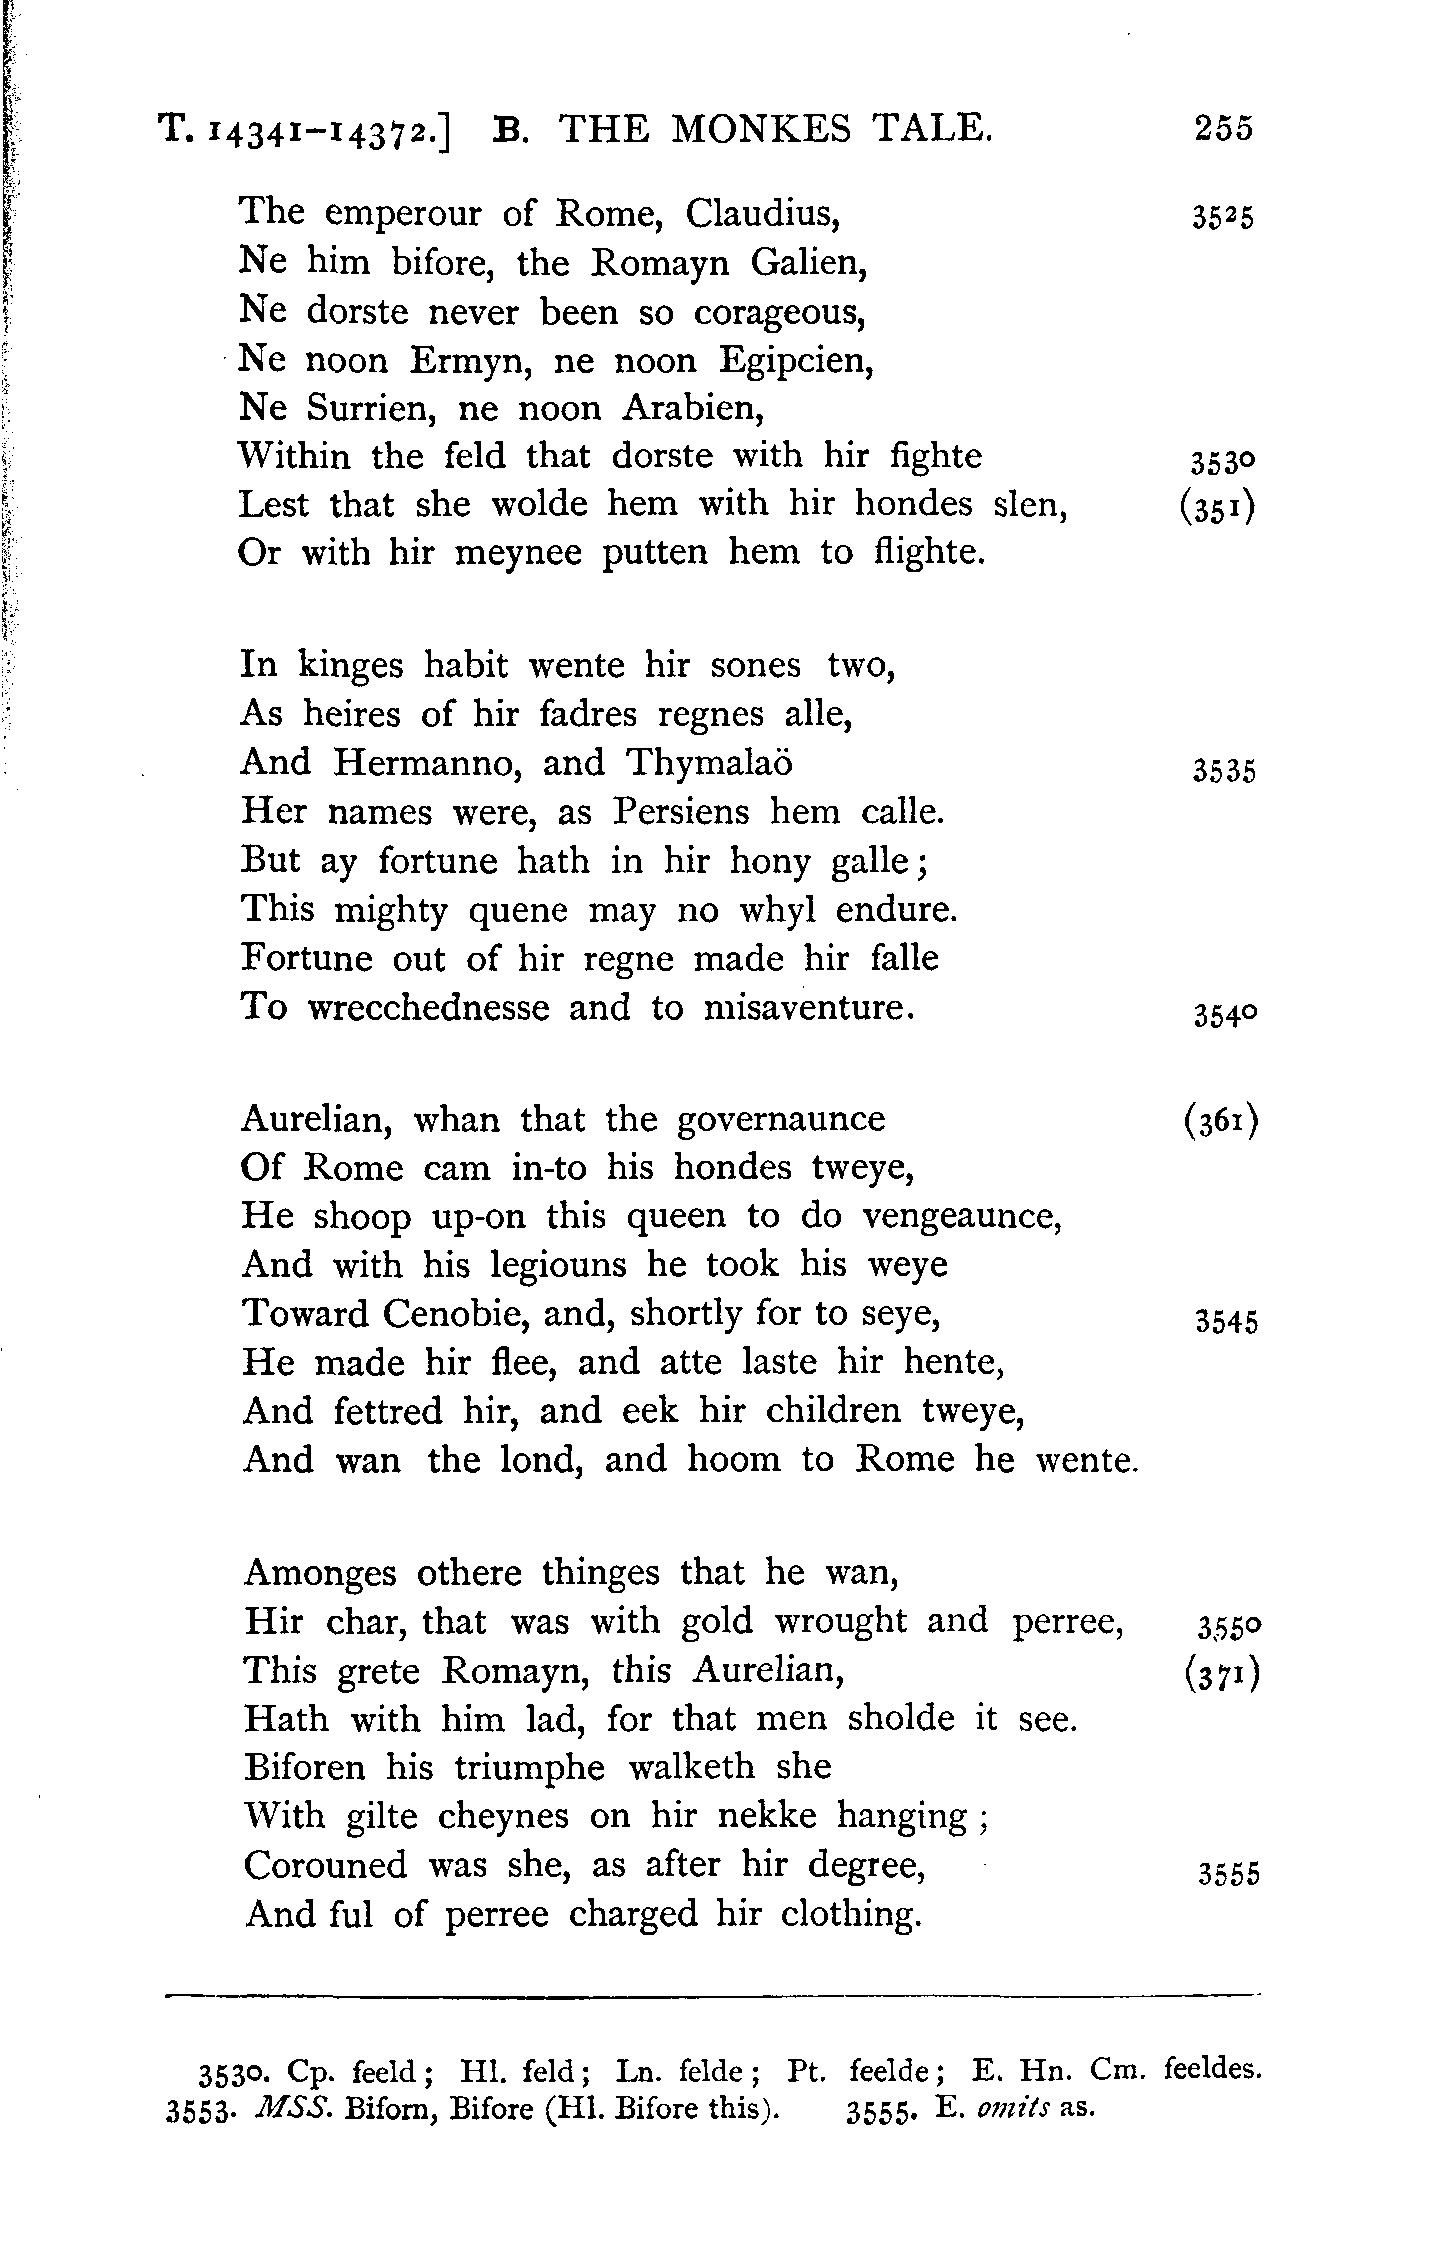 T. 14341–14372.] B. THE MONKES TALE. 255
The emperour of Rome, Claudius, 3525
Ne him bifore, the Romayn Galien,
Ne dorste never been so corageous,
Ne noon Ermyn, ne noon Egipcien,
Ne Surrien, ne noon Arabien,
Within the feld that dorste with hir fighte 3530
Lest that she wolde hem with hir hondes slen, (351)
Or with hir meynee putten hem to flighte.
In kinges habit wente hir sones two,
As heires of hir fadres regnes alle,
And Hermanno, and Thymalaö 3535
Her names were, as Persiens hem calle.
But ay fortune hath in hir hony galle;
This mighty quene may no whyl endure.
Fortune out of hir regne made hir falle
To wrecchednesse and to misaventure. 3540
Aurelian, whan that the governaunce (361)
Of Rome cam in-to his hondes tweye,
He shoop up-on this queen to do vengeaunce,
And with his legiouns he took his weye
Toward Cenobie, and, shortly for to seye, 3545
He made hir flee, and atte laste hir hente,
And fettred hir, and eek hir children tweye,
And wan the lond, and hoom to Rome he wente.
Amonges othere thinges that he wan,
Hir char, that was with gold wrought and perree, 3550
This grete Romayn, this Aurelian, (371)
Hath with him lad, for that men sholde it see.
Biforen his triumphe walketh she
With gilte cheynes on hir nekke hanging;
Corouned was she, as after hir degree, 3555
And ful of perree charged hir clothing.
3530. Cp. feeld; Hl. feld; Ln. felde; Pt. feelde; E. Hn. Cm. feeldes.
3553. MSS. Biforn, Bifore (Hl. Bifore this). 3555. E. omits as.